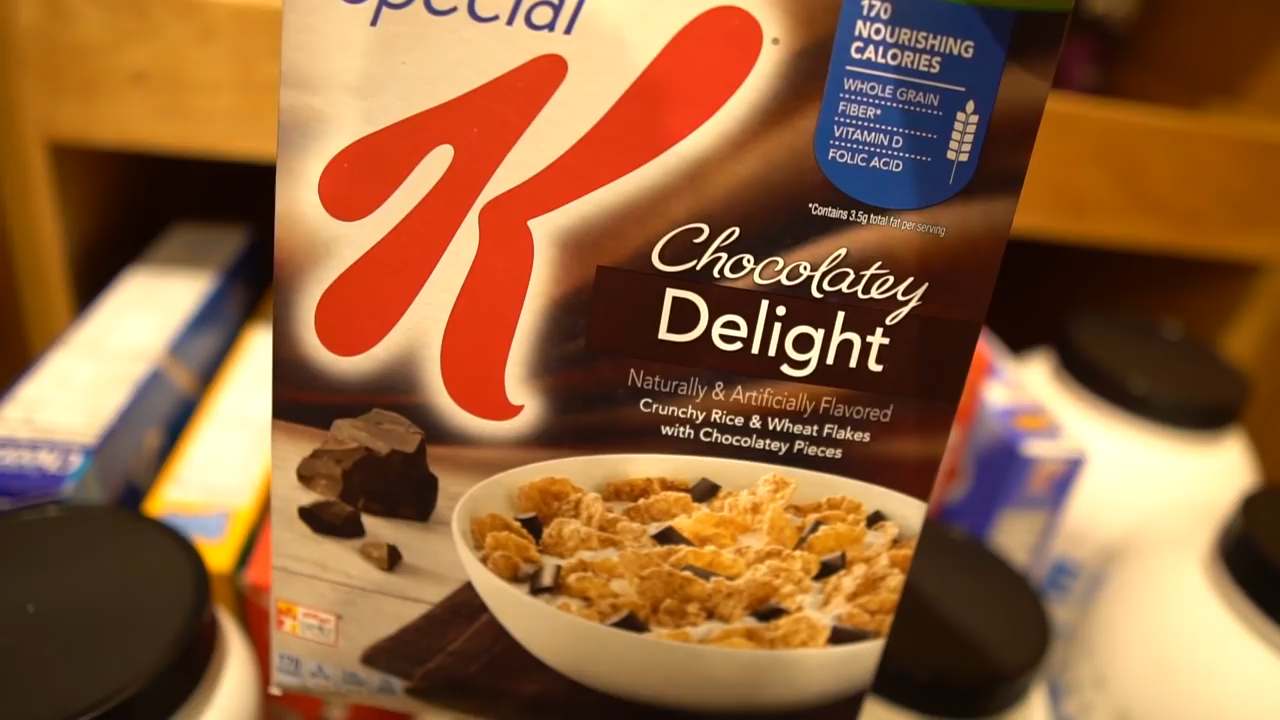 Special
K
170
NOURISHING
CALORIES
WHOLE GRAIN
FIBER*
VITAMIN D
FOLIC ACID
*Contains 3.5g total fat per serving
Chocolatey
Delight
Naturally & Artificially Flavored
Crunchy Rice & Wheat Flakes
with Chocolatey Pieces